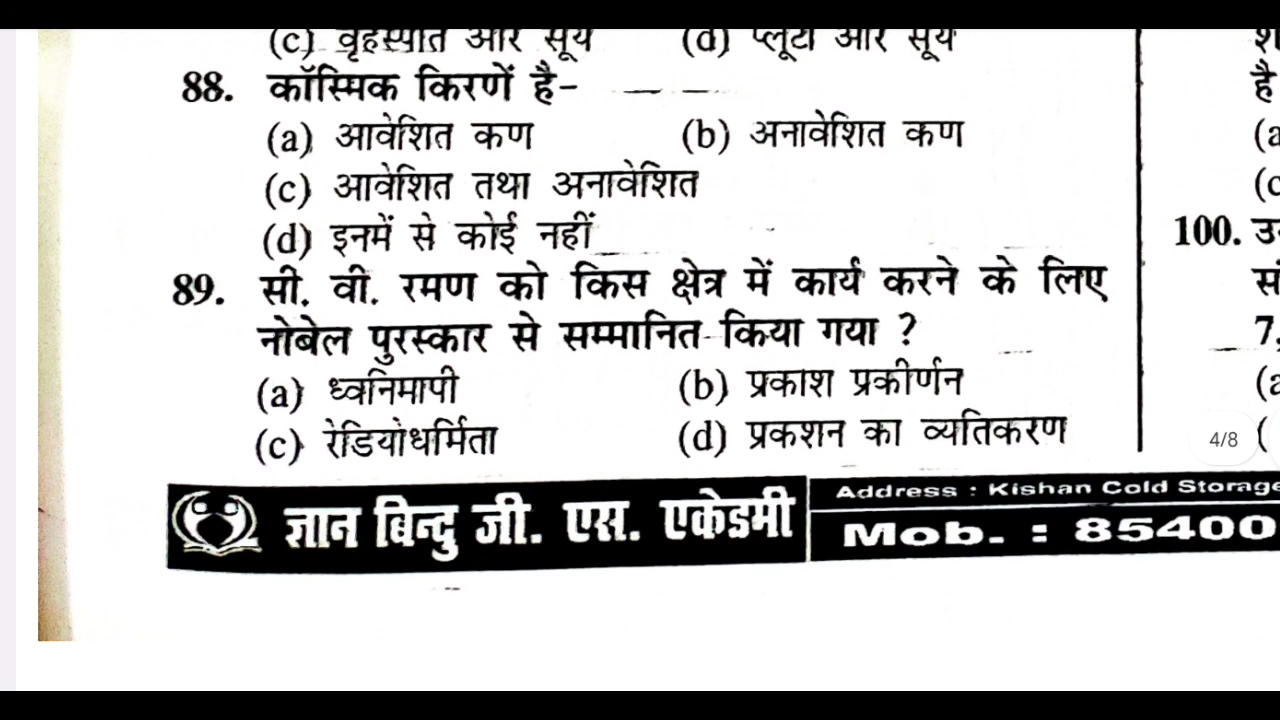 (c) वृहस्पति और सूर्य (d) प्लूटो और सूर्य
88. कॉस्मिक किरणें है-
(a) आवेशित कण (b) अनावेशित कण
(c) आवेशित तथा अनावेशित
(d) इनमें से कोई नहीं
89. सी. वी. रमण को किस क्षेत्र में कार्य करने के लिए
नोबेल पुरस्कार से सम्मानित किया गया ?
(a) ध्वनिमापी (b) प्रकाश प्रकीर्णन
(c) रेडियोधर्मिता (d) प्रकशन का व्यतिकरण
है
(c
100.
7,
4/8
ज्ञान बिन्दु जी. एस. एकेडमी
Address : Kishan Cold Storage
Mob. : 85400